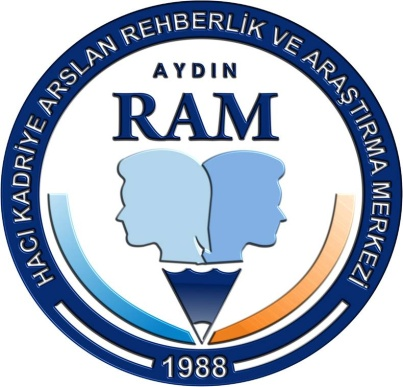 HACI KADRİYE ARSLAN REHBERLİK VE ARAŞTIRMA MERKEZİ
AYDIN
RAM
1988